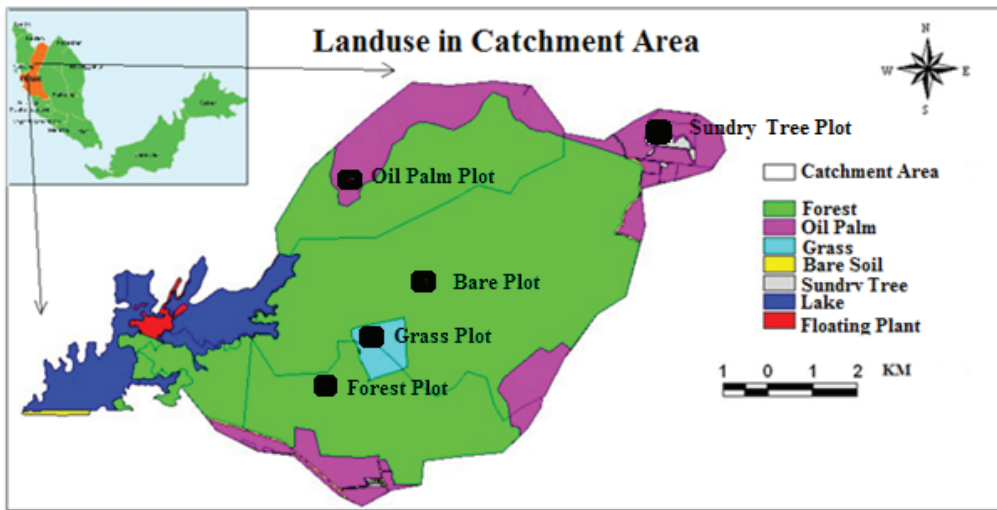 Landuse in Catchment Area
N
W E
S
Sundry Tree Plot
Oil Palm Plot
Bare Plot
Grass Plot
Forest Plot
Catchment Area
Forest
Oil Palm
Grass
Bare Soil
Sundry Tree
Lake
Floating Plant
1 0 1 2 KM